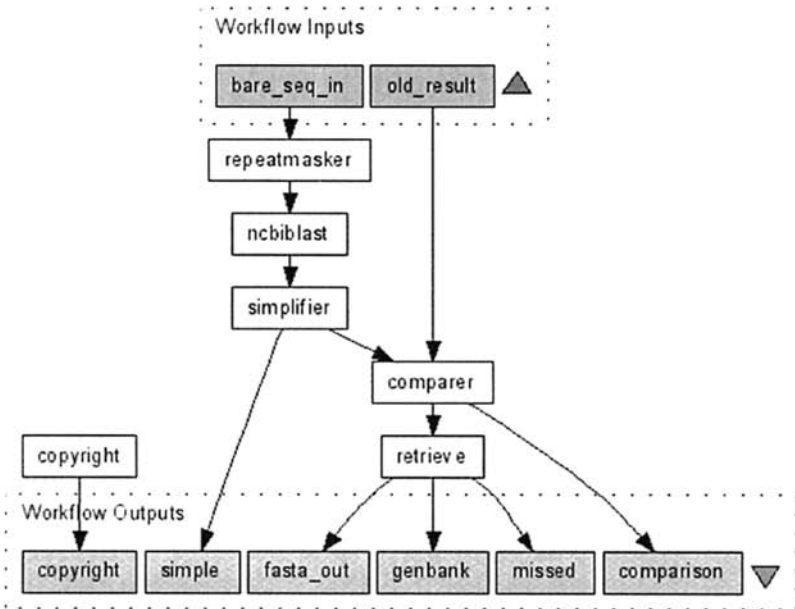 Workflow Inputs
bare_seq_in old_result
repeatmasker
ncbiblast
simplifier
comparer
copyright retrieve
Workflow Outputs
copyright simple fasta_out genbank missed comparison